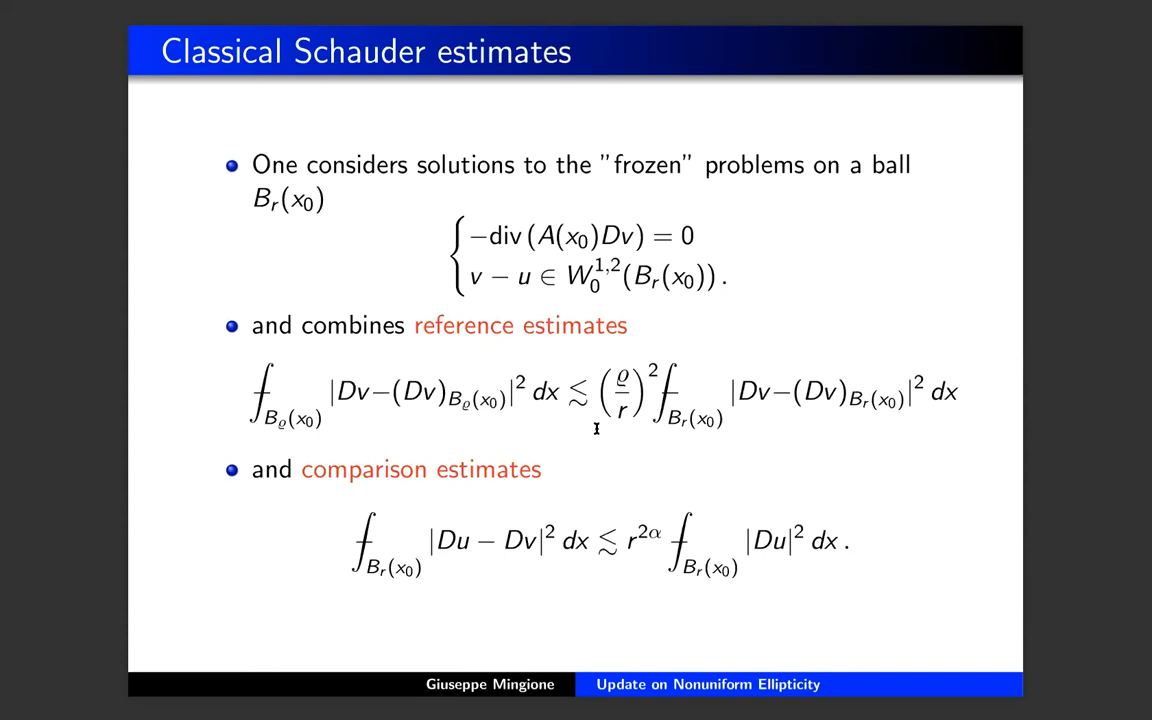 Classical Schauder estimates
One considers solutions to the "frozen" problems on a ball
B_r(x_0)
{ −div (A(x_0)Dv) = 0
v − u ∈ W_0^{1,2}(B_r(x_0)) .
and combines reference estimates
⨍_{B_ϱ(x_0)} |Dv−(Dv)_{B_ϱ(x_0)}|^2 dx ≲ (ϱ/r)^2 ⨍_{B_r(x_0)} |Dv−(Dv)_{B_r(x_0)}|^2 dx
and comparison estimates
⨍_{B_r(x_0)} |Du − Dv|^2 dx ≲ r^{2α} ⨍_{B_r(x_0)} |Du|^2 dx .
Giuseppe Mingione Update on Nonuniform Ellipticity